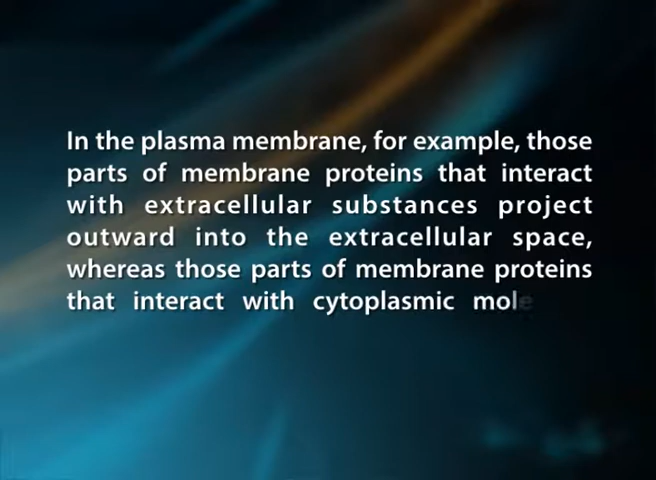 In the plasma membrane, for example, those
parts of membrane proteins that interact
with extracellular substances project
outward into the extracellular space,
whereas those parts of membrane proteins
that interact with cytoplasmic mole